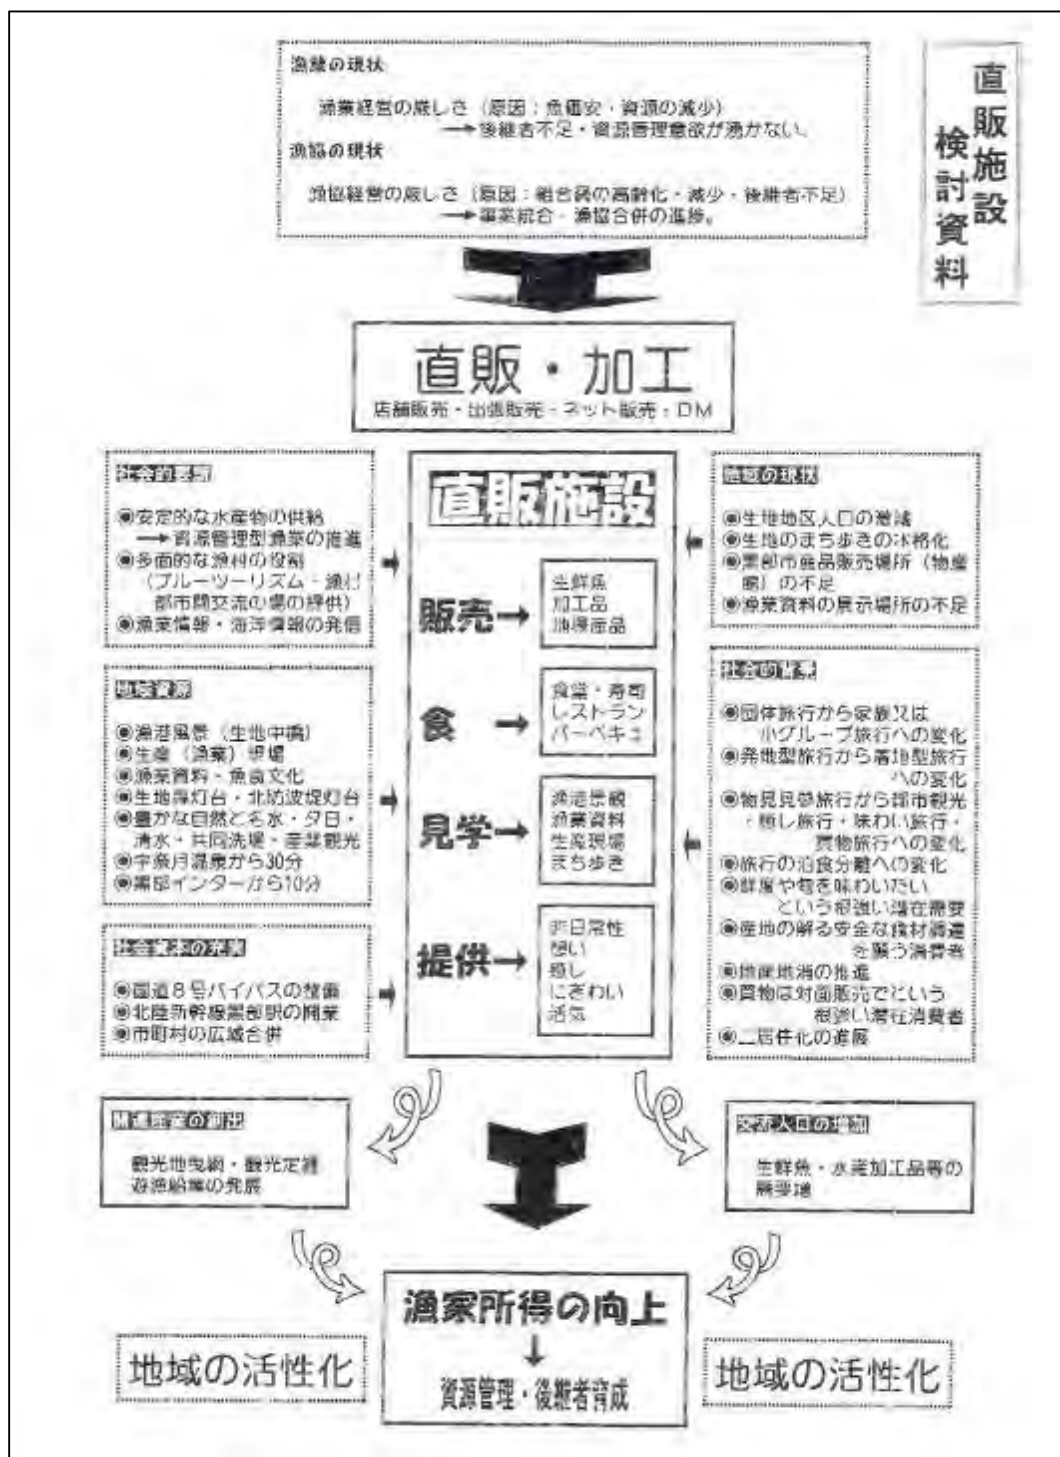 直販施設
検討資料
漁業の現状
漁業経営の厳しさ（原因：魚価安・資源の減少）
→後継者不足・資源管理意欲が湧かない。
漁協の現状
漁協経営の厳しさ（原因：組合員の高齢化・減少・後継者不足）
→事業統合・漁協合併の進捗。
直販・加工
店舗販売・出張販売・ネット販売・DM
社会的要請
◉安定的な水産物の供給
→資源管理型漁業の推進
◉多面的な漁村の役割
（ブルーツーリズム・漁村
都市間交流の場の提供）
◉漁業情報・海洋情報の発信
地域資源
◉漁港風景（生地中橋）
◉生産（漁業）現場
◉漁業資料・魚食文化
◉生地鼻灯台・北防波堤灯台
◉豊かな自然と名水・夕日・
清水・共同洗場・産業観光
◉宇奈月温泉から30分
◉黒部インターから10分
社会資本の充実
◉国道8号バイパスの整備
◉北陸新幹線黒部駅の開業
◉市町村の広域合併
直販施設
販売→
生鮮魚
加工品
地場産品
食→
食堂・寿司
レストラン
バーベキュ
見学→
漁港景観
漁業資料
生産現場
まち歩き
提供→
非日常性
想い
癒し
にぎわい
活気
地域の現状
◉生地地区人口の激減
◉生地のまち歩きの本格化
◉黒部市産品販売場所（物産
館）の不足
◉漁業資料の展示場所の不足
社会的背景
◉団体旅行から家族又は
小グループ旅行への変化
◉発地型旅行から着地型旅行
への変化
◉物見見参旅行から都市観光
・癒し旅行・味わい旅行・
買物旅行への変化
◉旅行の泊食分離への変化
◉鮮度や旬を味わいたい
という根強い潜在需要
◉産地の解る安全な食材調達
を願う消費者
◉地産地消の推進
◉買物は対面販売でという
根強い潜在消費者
◉二居住化の進展
関連産業の創出
観光地曳網・観光定置
遊漁船業の発展
交流人口の増加
生鮮魚・水産加工品等の
需要増
漁家所得の向上
↓
資源管理・後継者育成
地域の活性化
地域の活性化